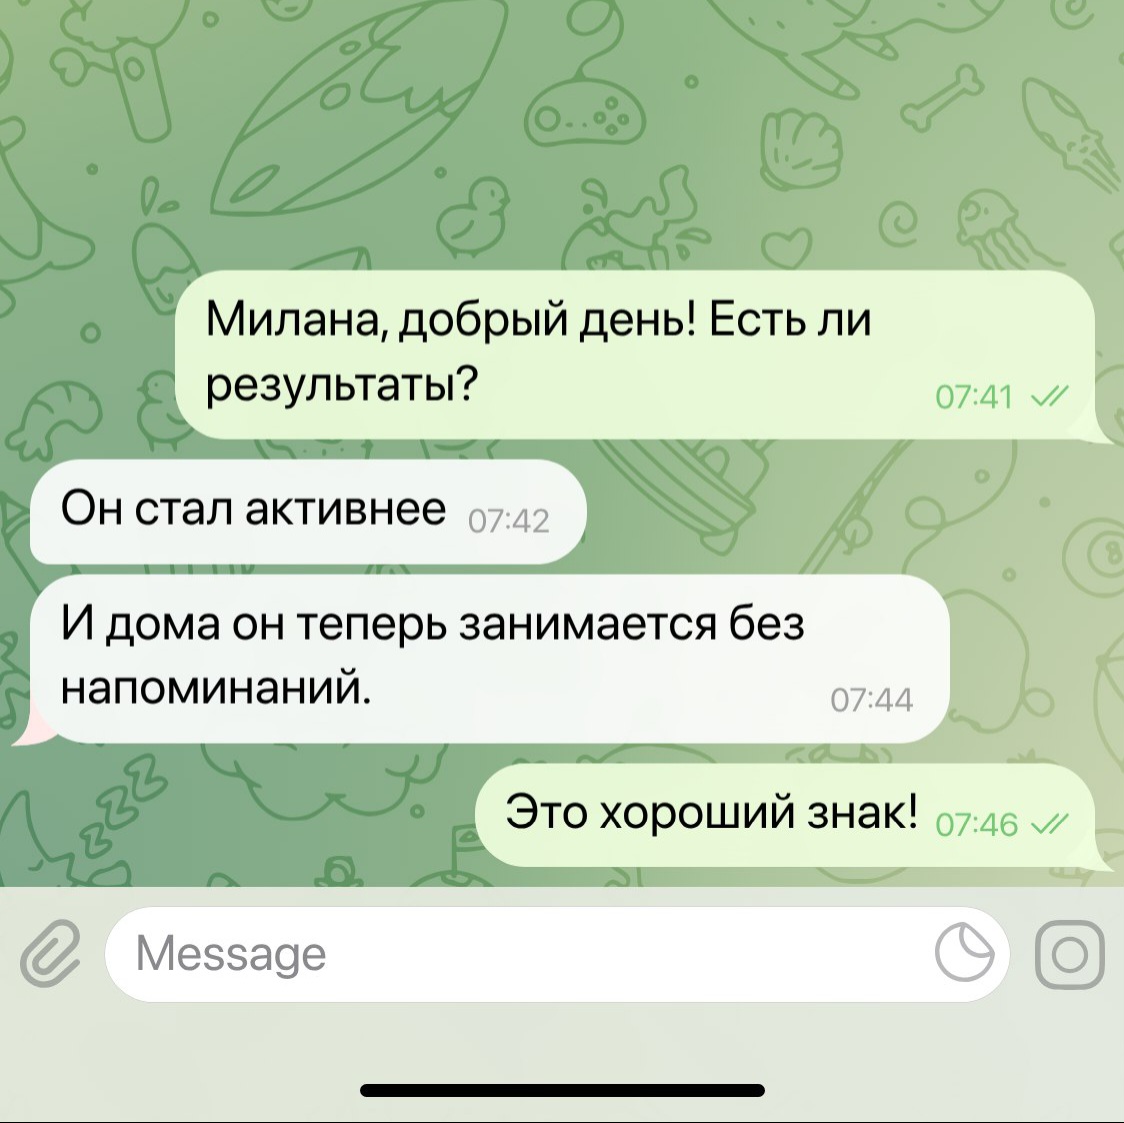 Милана, добрый день! Есть ли
результаты?
07:41
Он стал активнее 07:42
И дома он теперь занимается без
напоминаний.
07:44
Это хороший знак! 07:46
Message